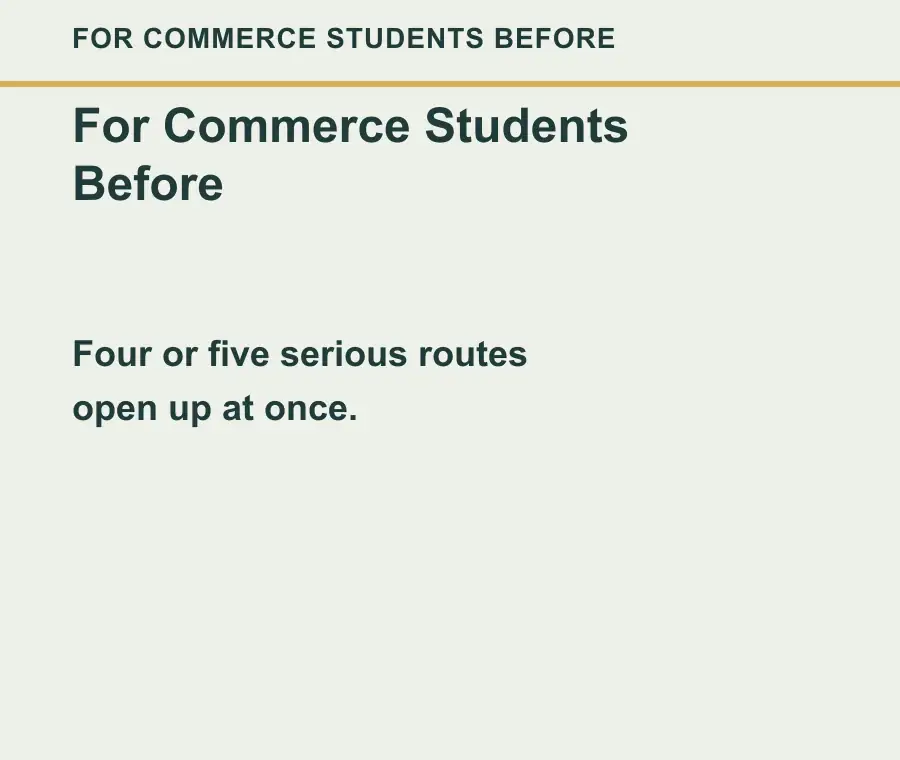 FOR COMMERCE STUDENTS BEFORE
For Commerce Students
Before
Four or five serious routes
open up at once.